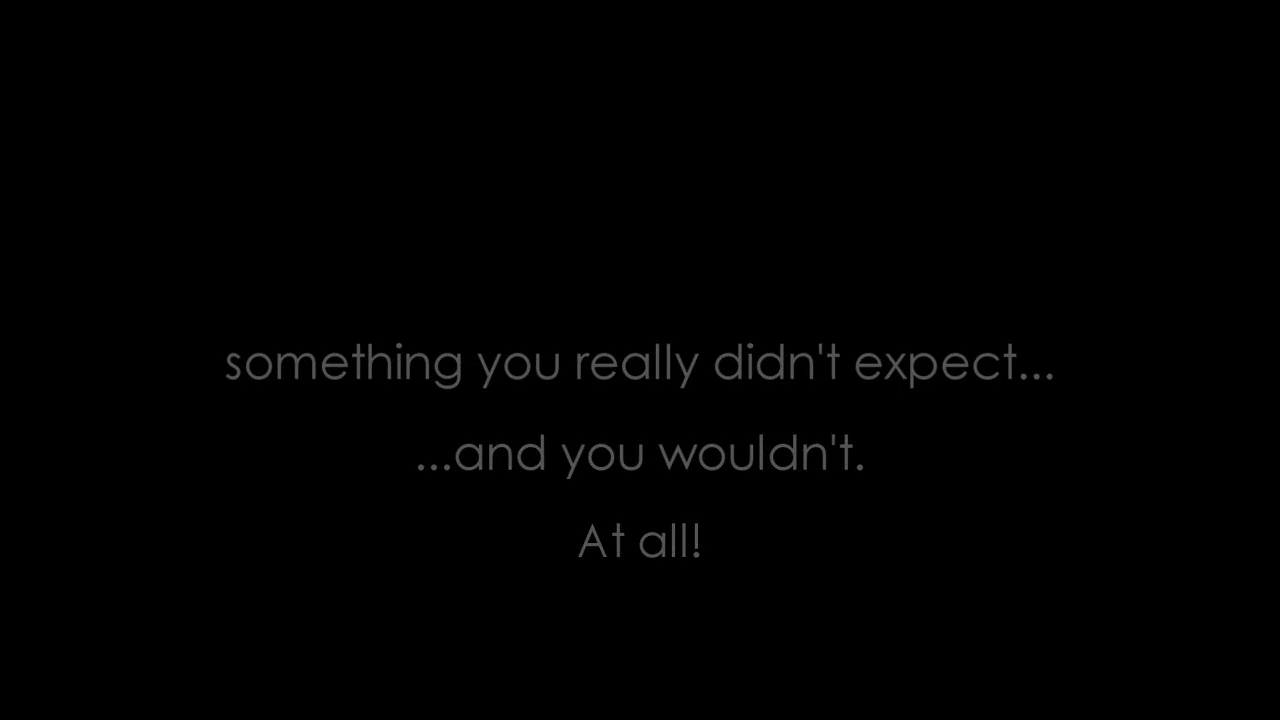 something you really didn't expect...
...and you wouldn't.
At all!